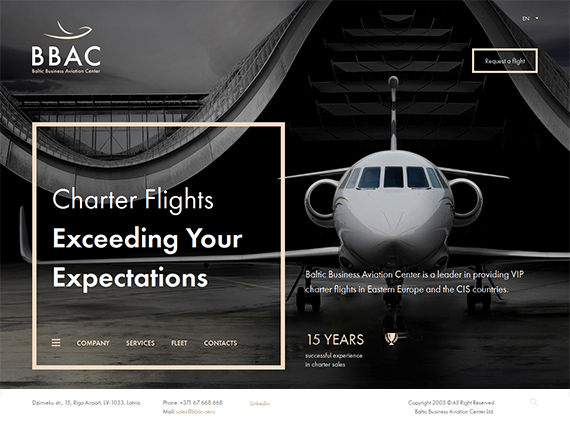 EN
BBAC
Baltic Business Aviation Center
Request a flight
Charter Flights
Exceeding Your
Expectations
Baltic Business Aviation Center is a leader in providing VIP
charter flights in Eastern Europe and the CIS countries.
15 YEARS
successful experience
in charter sales
COMPANY SERVICES FLEET CONTACTS
Dzirnieku str., 15, Riga Airport, LV-1053, Latvia
Phone: +371 67 668 668
Mail: sales@bbac.aero
LinkedIn
Copyright 2005 © All Right Reserved
Baltic Business Aviation Center Ltd.